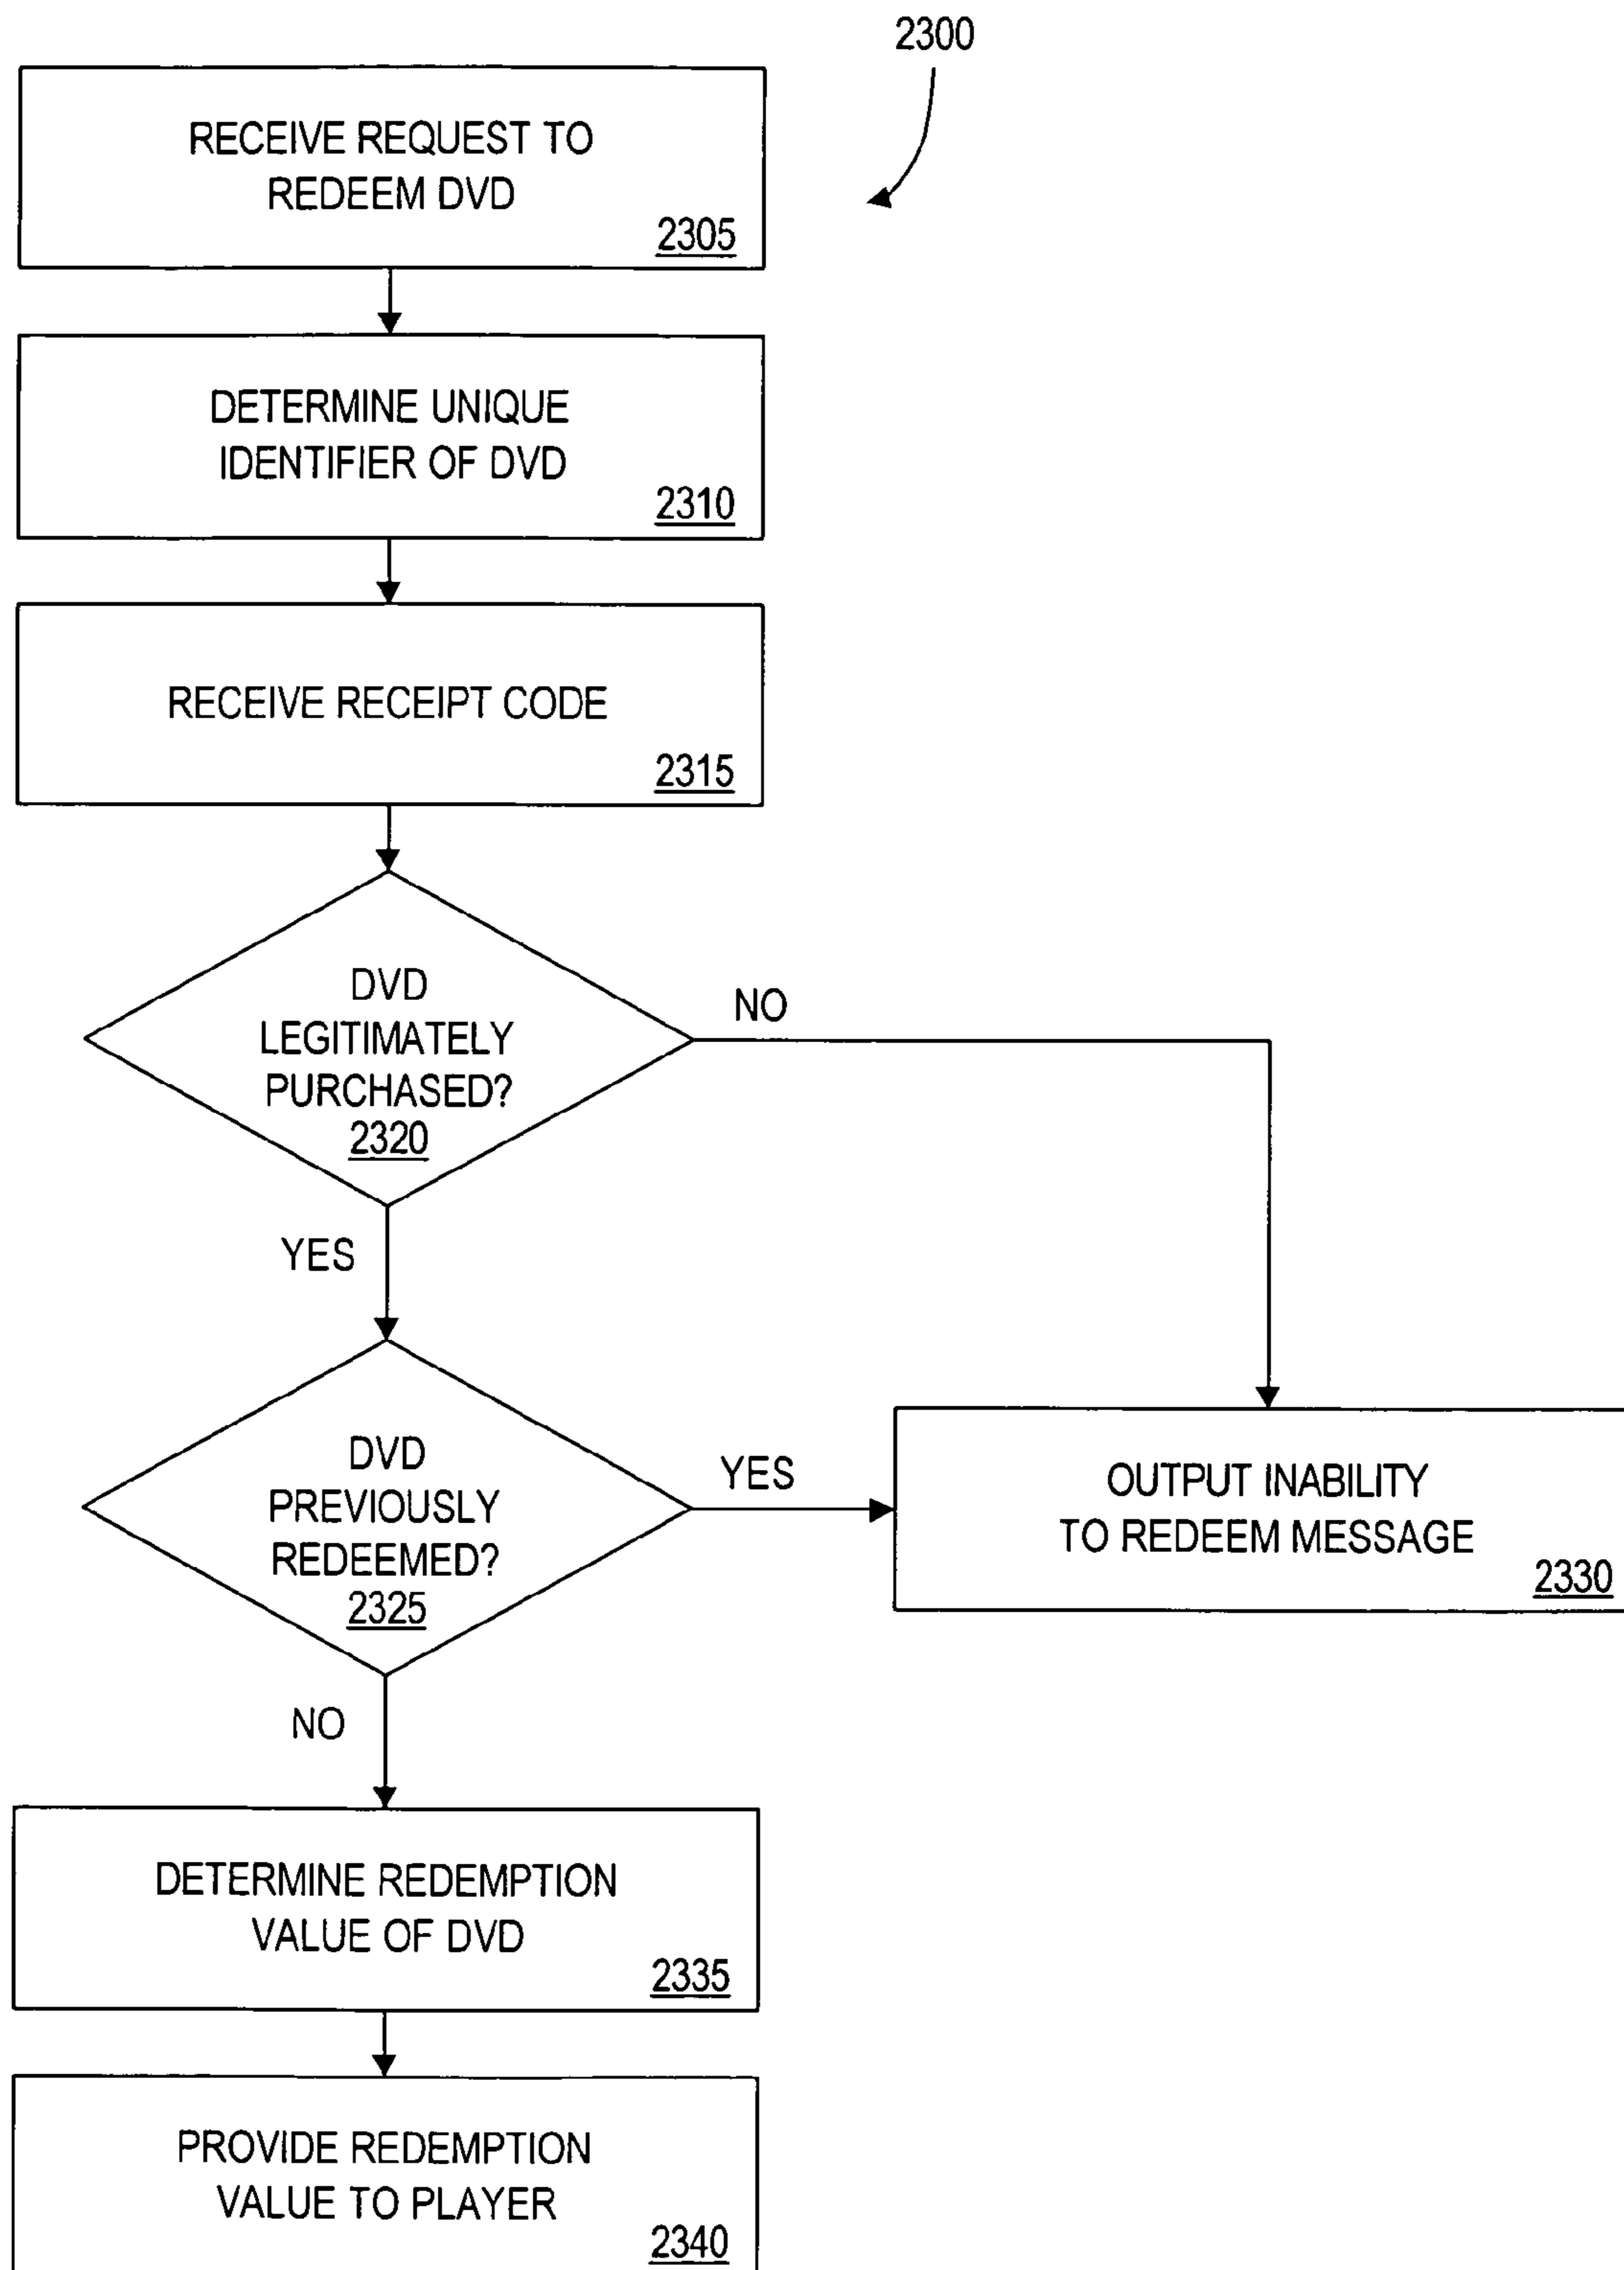 2300
RECEIVE REQUEST TO
REDEEM DVD
2305
DETERMINE UNIQUE
IDENTIFIER OF DVD
2310
RECEIVE RECEIPT CODE
2315
DVD
LEGITIMATELY
PURCHASED?
2320
NO
YES
DVD
PREVIOUSLY
REDEEMED?
2325
YES
OUTPUT INABILITY
TO REDEEM MESSAGE
2330
NO
DETERMINE REDEMPTION
VALUE OF DVD
2335
PROVIDE REDEMPTION
VALUE TO PLAYER
2340